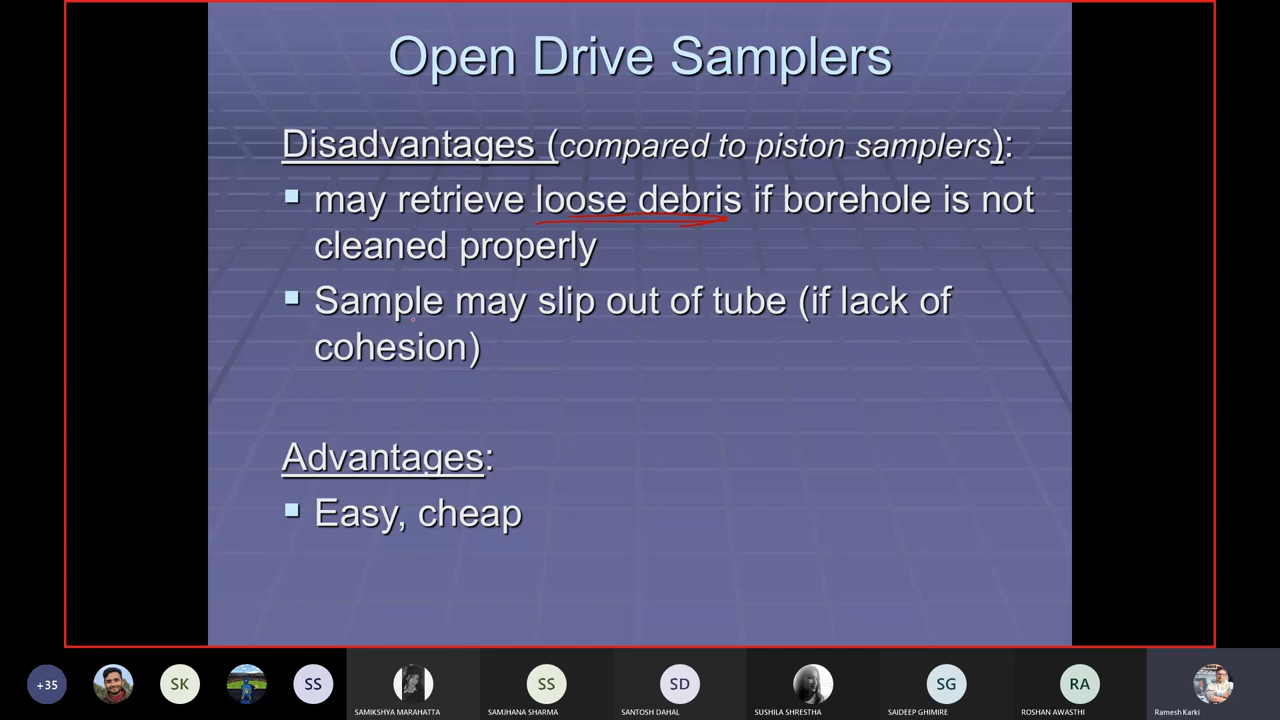 Open Drive Samplers
Disadvantages (compared to piston samplers):
may retrieve loose debris if borehole is not
cleaned properly
Sample may slip out of tube (if lack of
cohesion)
Advantages:
Easy, cheap
+35
SK
SS
SS
SD
SG
RA
SAMIKSHYA MARAHATTA
SAMJHANA SHARMA
SANTOSH DAHAL
SUSHILA SHRESTHA
SAIDEEP GHIMIRE
ROSHAN AWASTHI
Ramesh Karki